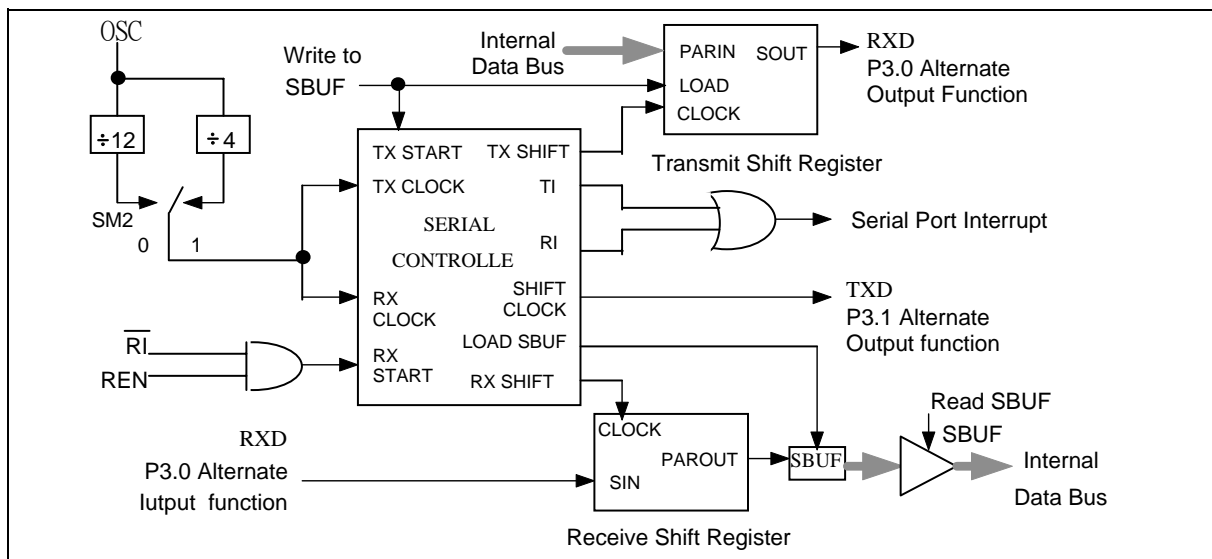 OSC
÷12
÷4
SM2
0
1
Write to
SBUF
Internal
Data Bus
PARIN
SOUT
LOAD
CLOCK
RXD
P3.0 Alternate
Output Function
Transmit Shift Register
TX START
TX SHIFT
TX CLOCK
TI
SERIAL
RI
CONTROLLE
SHIFT
CLOCK
RX
CLOCK
LOAD SBUF
RX
START
RX SHIFT
Serial Port Interrupt
TXD
P3.1 Alternate
Output function
RI
REN
RXD
P3.0 Alternate
Iutput function
CLOCK
PAROUT
SIN
Receive Shift Register
SBUF
Read SBUF
SBUF
Internal
Data Bus